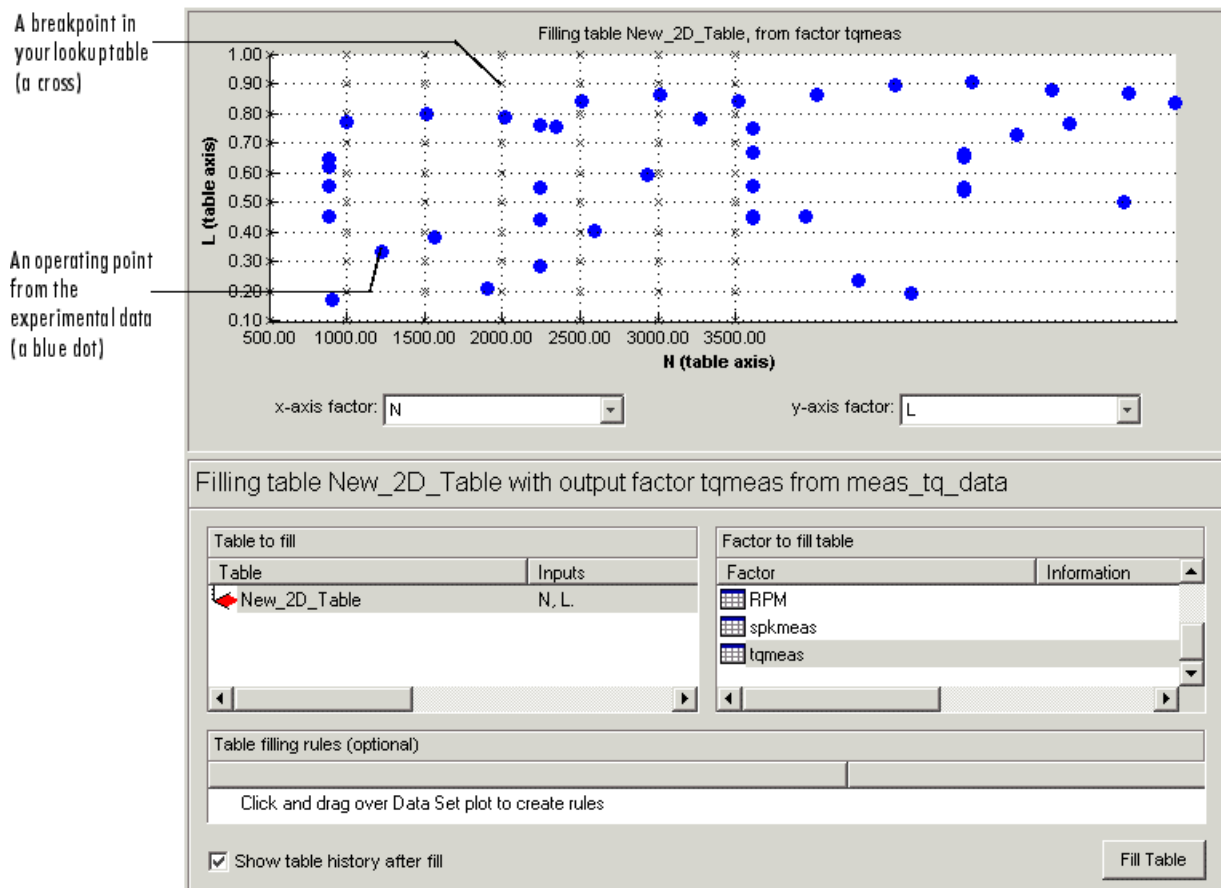 A breakpoint in
your lookup table
(a cross)
An operating point
from the
experimental data
(a blue dot)
Filling table New_2D_Table, from factor tqmeas
1.00
0.90
0.80
0.70
0.60
0.50
0.40
0.30
0.20
0.10
L (table axis)
500.00 1000.00 1500.00 2000.00 2500.00 3000.00 3500.00
N (table axis)
x-axis factor: N
y-axis factor: L
Filling table New_2D_Table with output factor tqmeas from meas_tq_data
Table to fill
Table Inputs
New_2D_Table N, L.
Factor to fill table
Factor Information
RPM
spkmeas
tqmeas
Table filling rules (optional)
Click and drag over Data Set plot to create rules
Show table history after fill
Fill Table